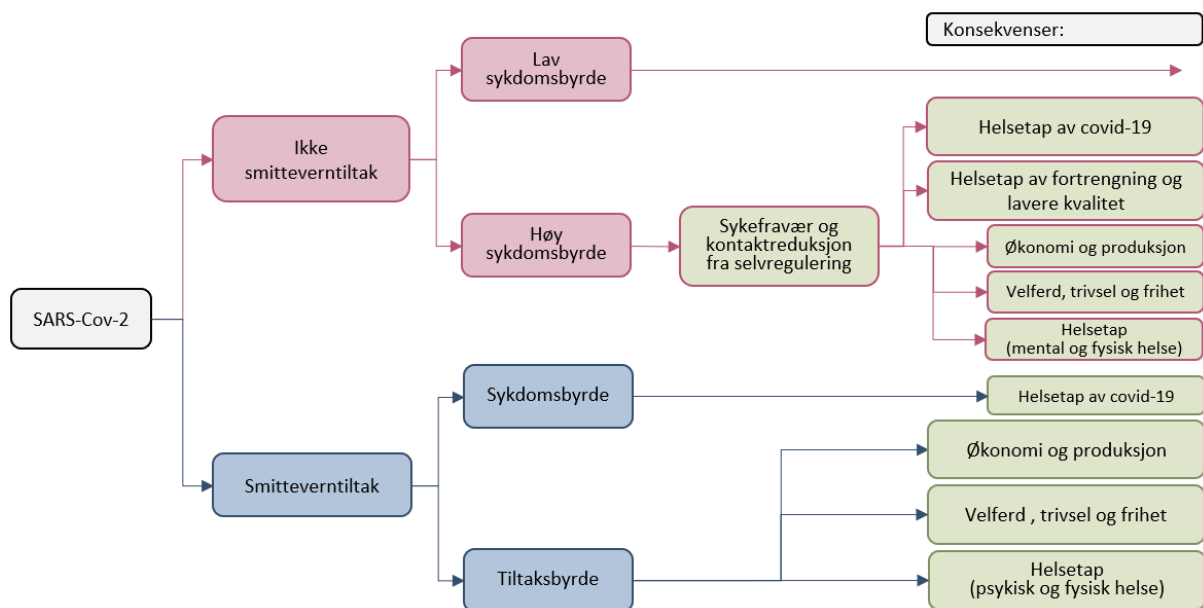 Konsekvenser:
Lav
sykdomsbyrde
Helsetap av covid-19
Ikke
smitteverntiltak
Helsetap av fortrengning og
lavere kvalitet
Høy
sykdomsbyrde
Sykefravær og
kontaktreduksjon
fra selvregulering
Økonomi og produksjon
Velferd, trivsel og frihet
SARS-Cov-2
Helsetap
(mental og fysisk helse)
Sykdomsbyrde
Helsetap av covid-19
Økonomi og produksjon
Smitteverntiltak
Velferd , trivsel og frihet
Tiltaksbyrde
Helsetap
(psykisk og fysisk helse)